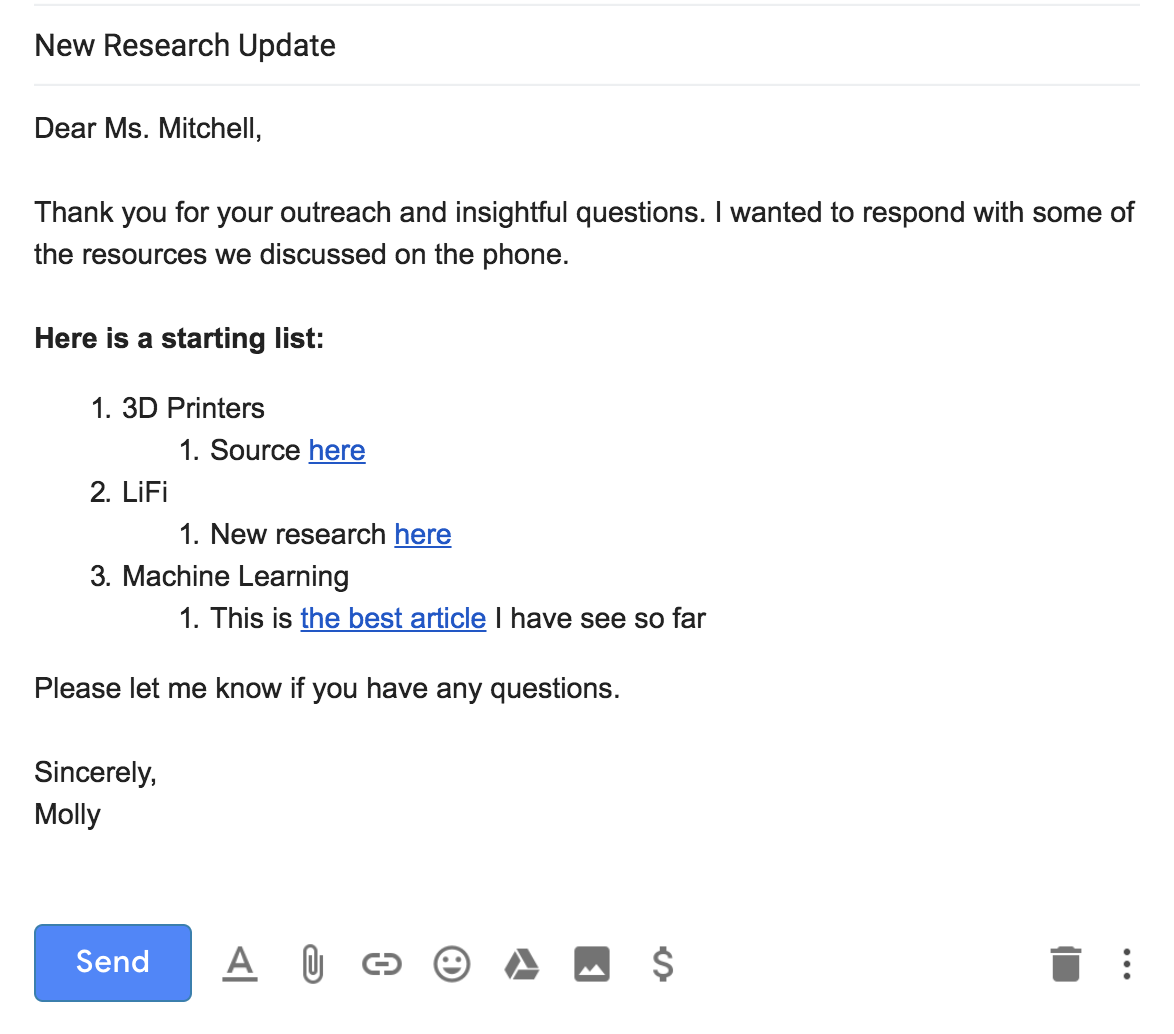 New Research Update
Dear Ms. Mitchell,
Thank you for your outreach and insightful questions. I wanted to respond with some of
the resources we discussed on the phone.
Here is a starting list:
1. 3D Printers
1. Source here
2. LiFi
1. New research here
3. Machine Learning
1. This is the best article I have see so far
Please let me know if you have any questions.
Sincerely,
Molly
Send